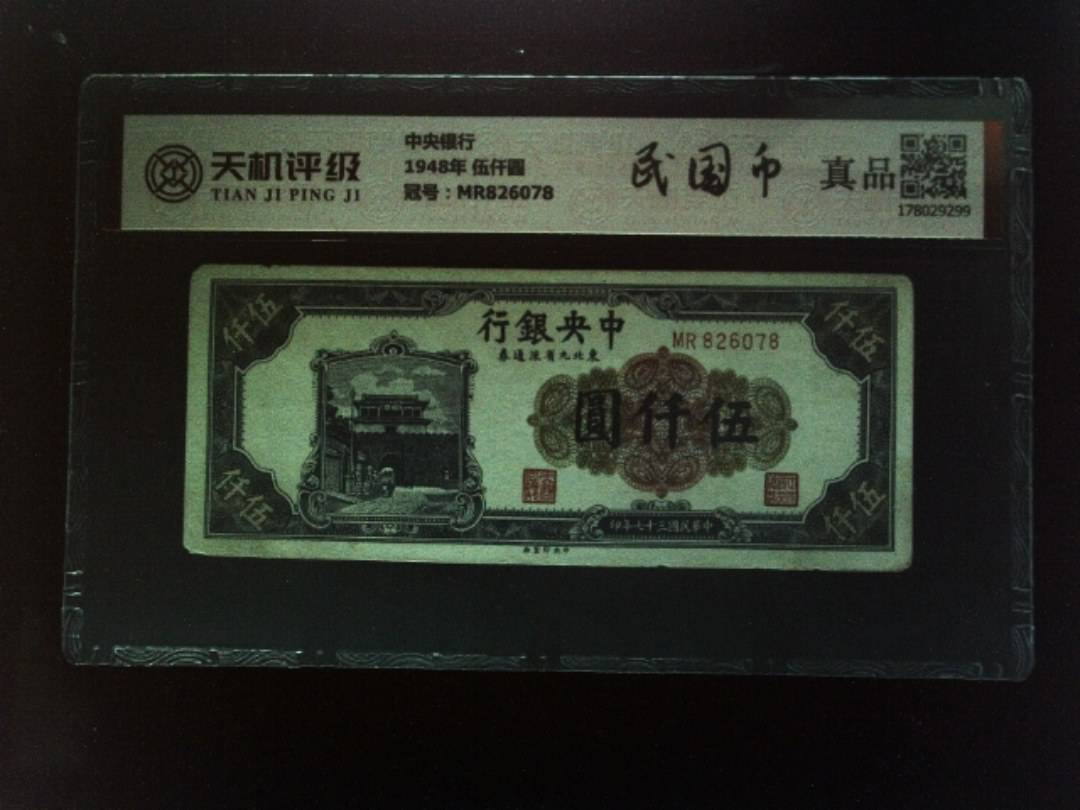 天机评级
TIAN JI PING JI
中央银行
1948年 伍仟圆
冠号：MR826078
民国币
真品
178029299
中央銀行
東北九省流通券
MR 826078
伍仟圓
伍仟
伍仟
伍仟
伍仟
中華民國三十七年印